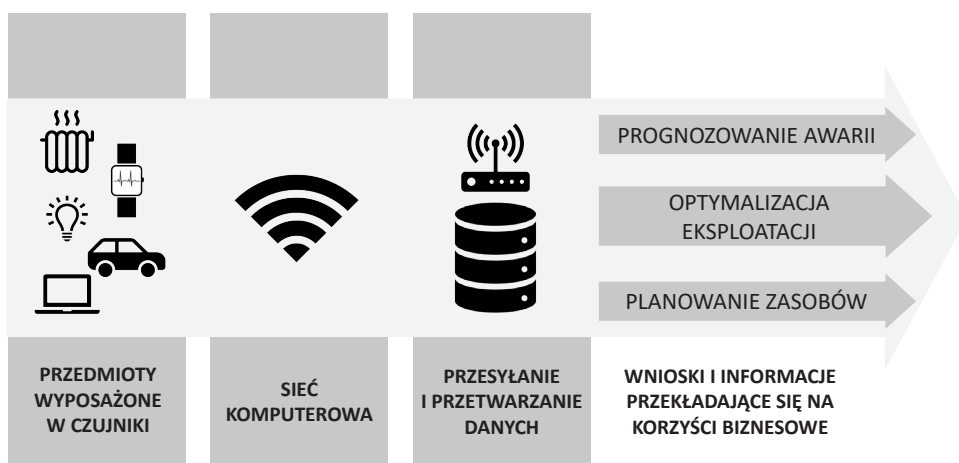 PROGNOZOWANIE AWARII
OPTYMALIZACJA
EKSPLOATACJI
PLANOWANIE ZASOBÓW
PRZEDMIOTY
WYPOSAŻONE
W CZUJNIKI
SIEĆ
KOMPUTEROWA
PRZESYŁANIE
I PRZETWARZANIE
DANYCH
WNIOSKI I INFORMACJE
PRZEKŁADAJĄCE SIĘ NA
KORZYŚCI BIZNESOWE